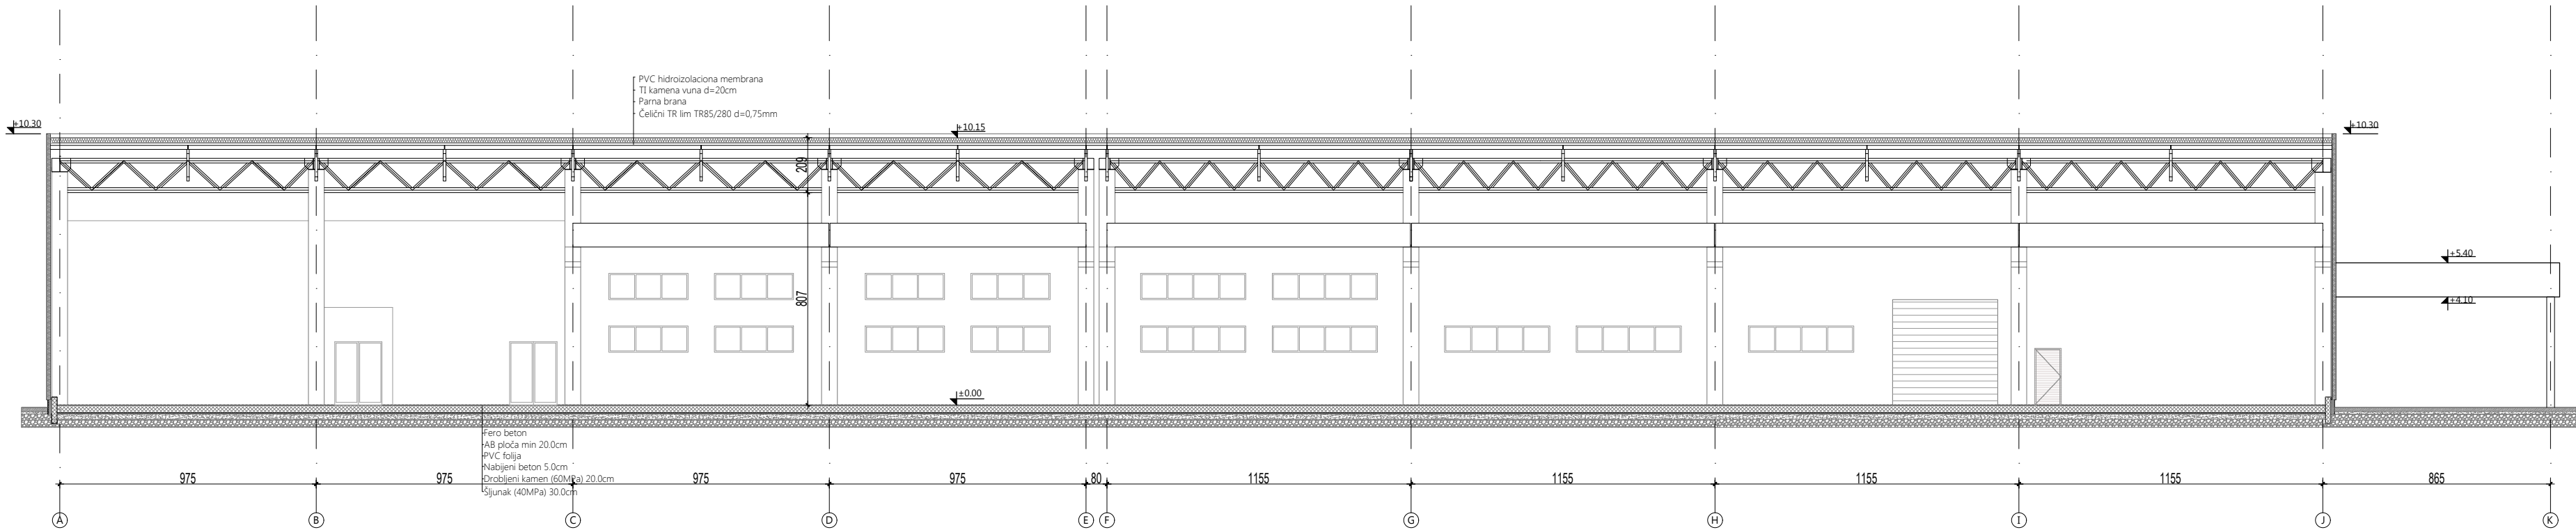 PVC hidroizolaciona membrana
TI kamena vuna d=20cm
Parna brana
Čelični TR lim TR85/280 d=0,75mm
+10.30
+10.15
+10.30
209
+5.40
807
+4.10
±0.00
Fero beton
AB ploča min 20.0cm
PVC folija
Nabijeni beton 5.0cm
Drobljeni kamen (60MPa) 20.0cm
Šljunak (40MPa) 30.0cm
975
975
975
975
80
1155
1155
1155
1155
865
A
B
C
D
E
F
G
H
I
J
K